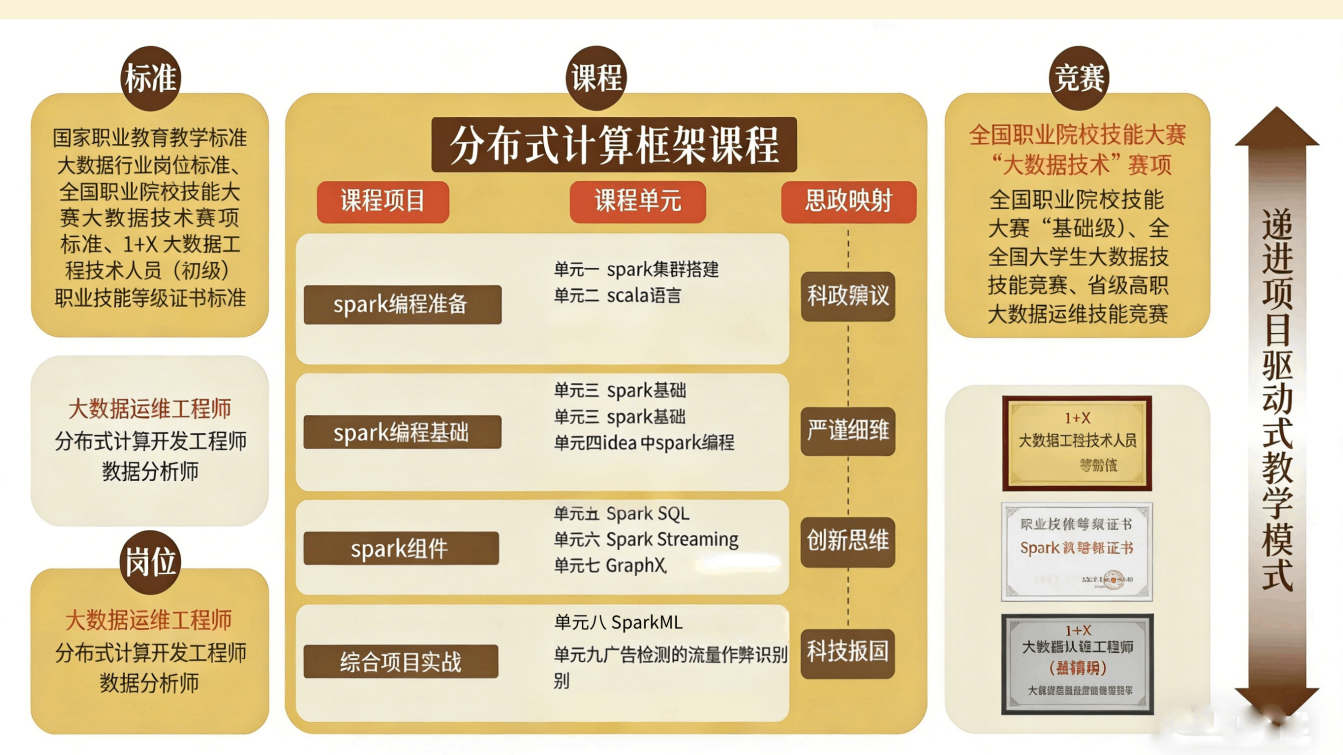 标准
国家职业教育教学标准
大数据行业岗位标准、
全国职业院校技能大
赛大数据技术赛项
标准、1+X 大数据工
程技术人员（初级）
职业技能等级证书标准
大数据运维工程师
分布式计算开发工程师
数据分析师
岗位
大数据运维工程师
分布式计算开发工程师
数据分析师
课程
分布式计算框架课程
课程项目
课程单元
思政映射
spark编程准备
单元一 spark集群搭建
单元二 scala语言
科政 议
spark编程基础
单元三 spark基础
单元三 spark基础
单元四idea 中spark编程
严谨细
spark组件
单元五 Spark SQL
单元六 Spark Streaming
单元七 GraphX
创新思维
综合项目实战
单元八 SparkML
单元九广告检测的流量作弊识别
别
科技报国
竞赛
全国职业院校技能大赛
“大数据技术”赛项
全国职业院校技能
大赛“基础级）、全
全国大学生大数据技
技能竞赛、省级高职
大数据运维技能竞赛
1+X
大数据工程技术人员
职业技 等级证书
Spark 证书
1+X
大数 认 工程师
递进项目驱动式教学模式